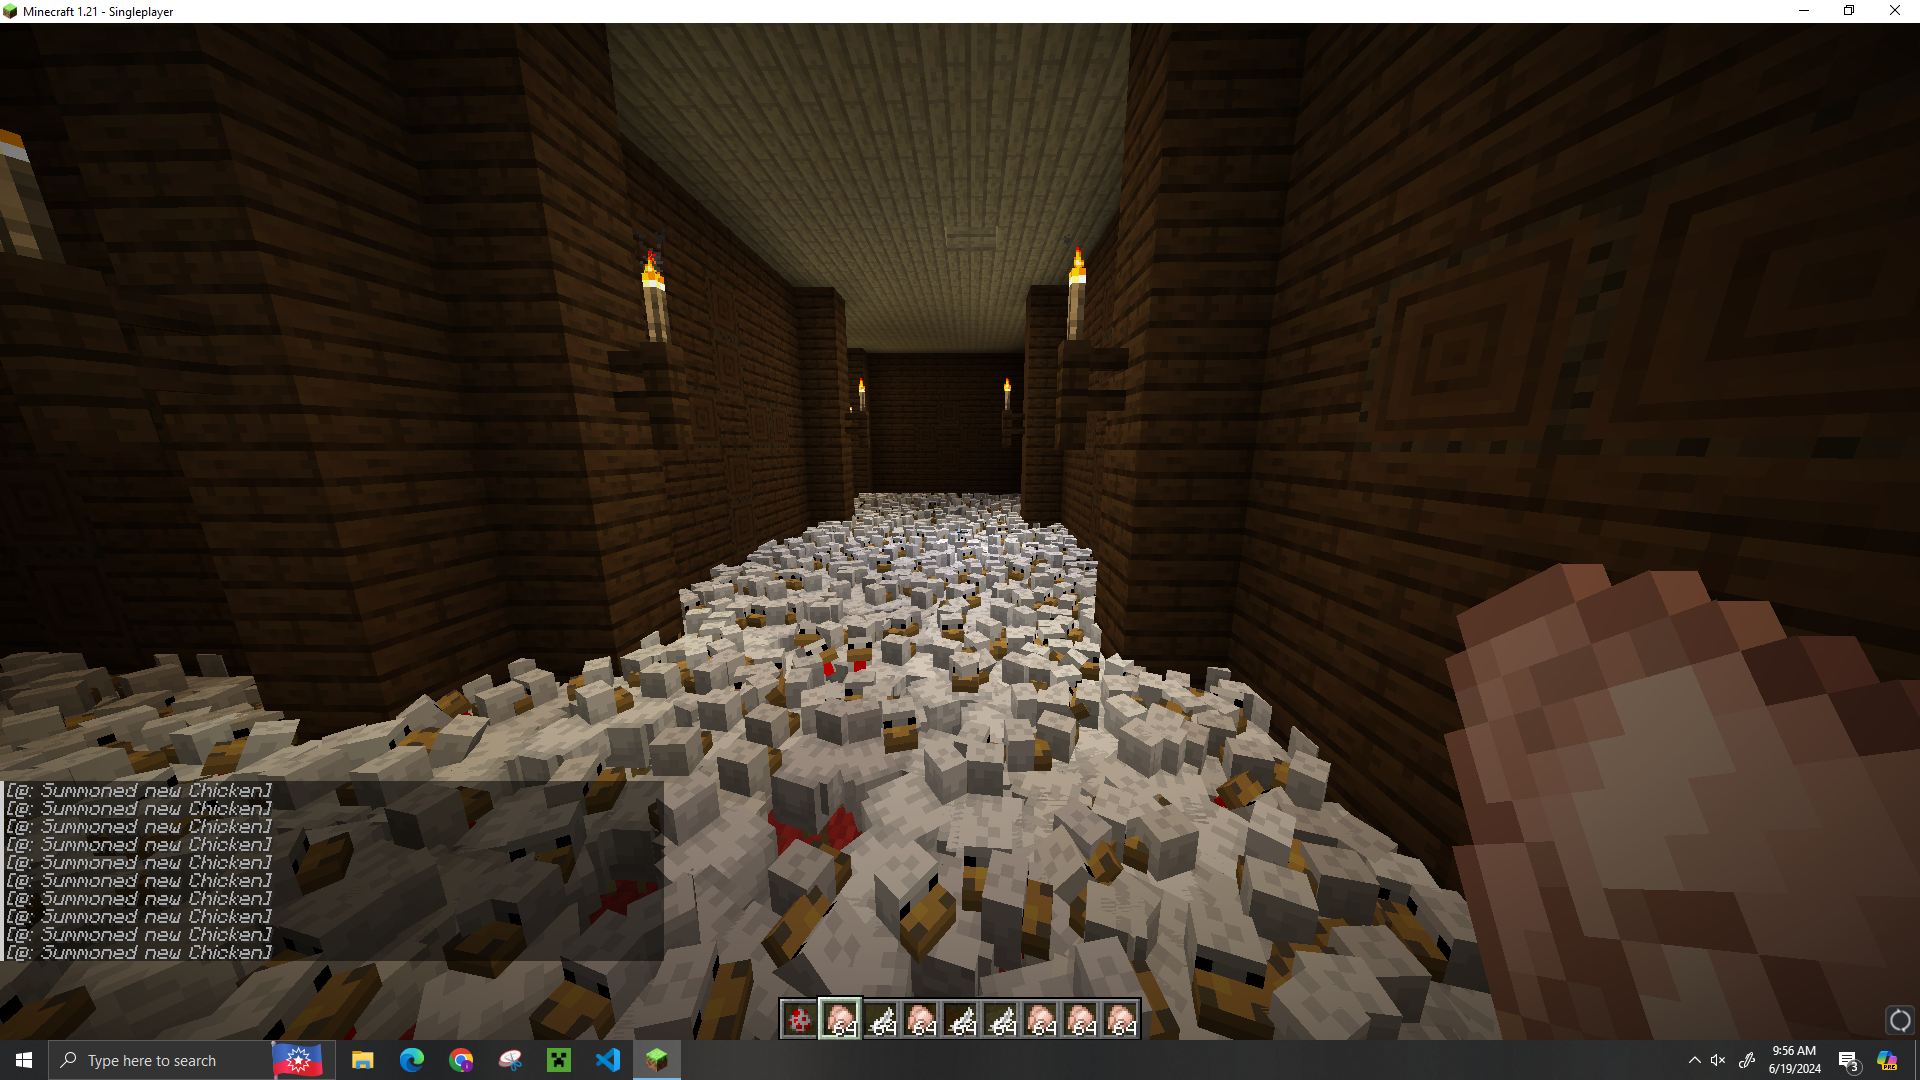 Minecraft 1.21 - Singleplayer
[@: Summoned new Chicken]
[@: Summoned new Chicken]
[@: Summoned new Chicken]
[@: Summoned new Chicken]
[@: Summoned new Chicken]
[@: Summoned new Chicken]
[@: Summoned new Chicken]
[@: Summoned new Chicken]
[@: Summoned new Chicken]
[@: Summoned new Chicken]
64 64 64 64 64 64 64 64
Type here to search
9:56 AM
6/19/2024
3
PRE